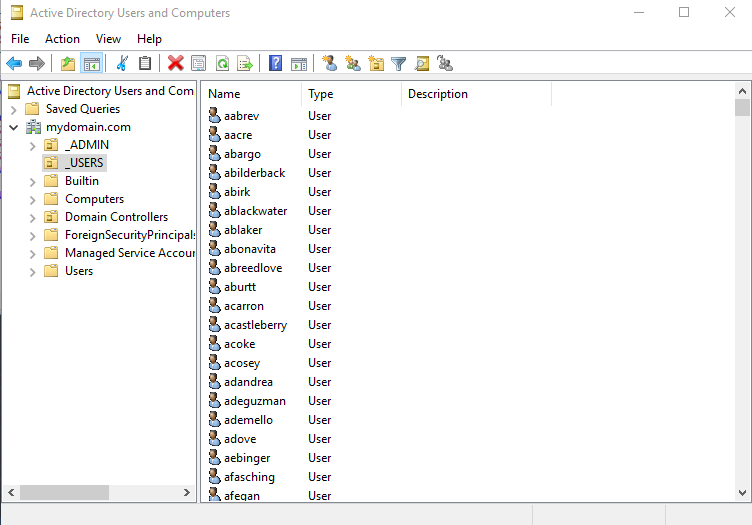 Active Directory Users and Computers
File Action View Help
Active Directory Users and Com
Saved Queries
mydomain.com
_ADMIN
_USERS
Builtin
Computers
Domain Controllers
ForeignSecurityPrincipals
Managed Service Accour
Users
Name Type Description
aabrev User
aacre User
abargo User
abilderback User
abirk User
ablackwater User
ablaker User
abonavita User
abreedlove User
aburtt User
acarron User
acastleberry User
acoke User
acosey User
adandrea User
adeguzman User
ademello User
adove User
aebinger User
afasching User
afegan User